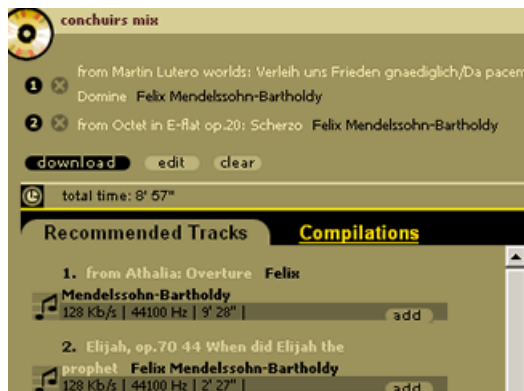 conchuirs mix
1 from Martin Lutero worlds: Verleih uns Frieden gnaediglich/Da pacem
Domine Felix Mendelssohn-Bartholdy
2 from Octet in E-flat op.20: Scherzo Felix Mendelssohn-Bartholdy
download edit clear
total time: 8' 57"
Recommended Tracks Compilations
1. from Athalia: Overture Felix
Mendelssohn-Bartholdy
128 Kb/s | 44100 Hz | 9' 28" |
add
2. Elijah, op.70 44 When did Elijah the
prophet Felix Mendelssohn-Bartholdy
128 Kb/s | 44100 Hz | 2' 27" |
add